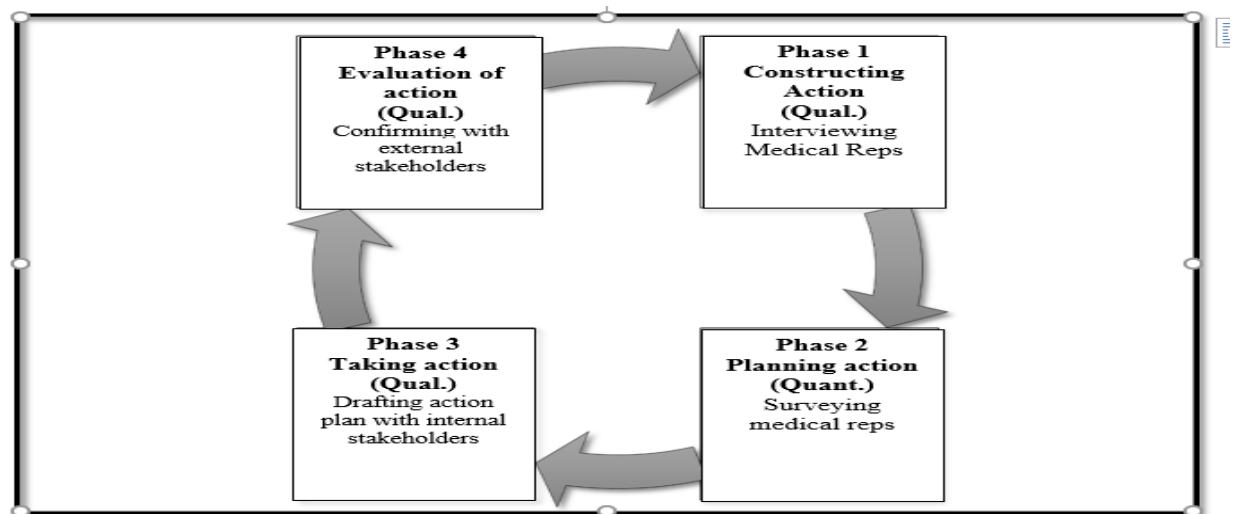 Phase 4
Evaluation of
action
(Qual.)
Confirming with
external
stakeholders
Phase 1
Constructing
Action
(Qual.)
Interviewing
Medical Reps
Phase 3
Taking action
(Qual.)
Drafting action
plan with internal
stakeholders
Phase 2
Planning action
(Quant.)
Surveying
medical reps